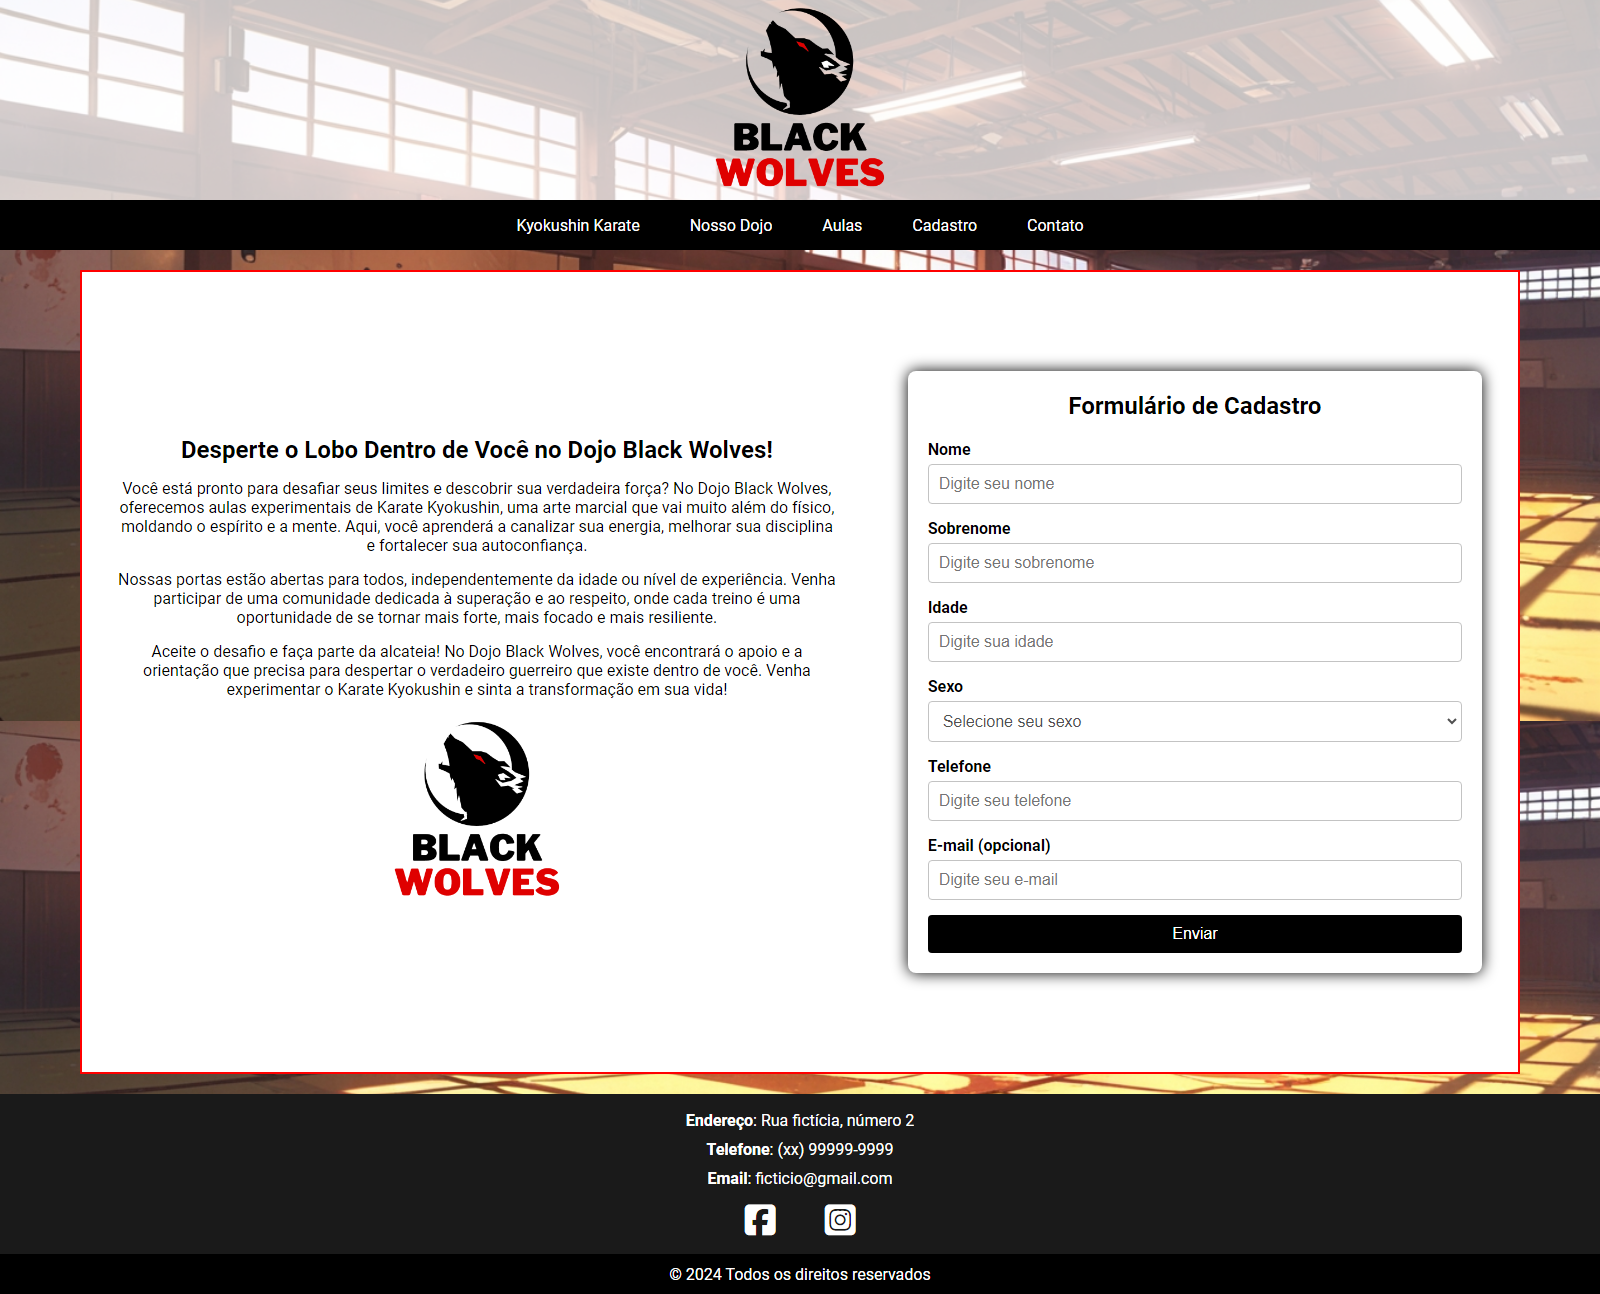 BLACK
WOLVES
Kyokushin Karate
Nosso Dojo
Aulas
Cadastro
Contato
Desperte o Lobo Dentro de Você no Dojo Black Wolves!
Você está pronto para desafiar seus limites e descobrir sua verdadeira força? No Dojo Black Wolves,
oferecemos aulas experimentais de Karate Kyokushin, uma arte marcial que vai muito além do físico,
moldando o espírito e a mente. Aqui, você aprenderá a canalizar sua energia, melhorar sua disciplina
e fortalecer sua autoconfiança.
Nossas portas estão abertas para todos, independentemente da idade ou nível de experiência. Venha
participar de uma comunidade dedicada à superação e ao respeito, onde cada treino é uma
oportunidade de se tornar mais forte, mais focado e mais resiliente.
Aceite o desafio e faça parte da alcateia! No Dojo Black Wolves, você encontrará o apoio e a
orientação que precisa para despertar o verdadeiro guerreiro que existe dentro de você. Venha
experimentar o Karate Kyokushin e sinta a transformação em sua vida!
BLACK
WOLVES
Formulário de Cadastro
Nome
Digite seu nome
Sobrenome
Digite seu sobrenome
Idade
Digite sua idade
Sexo
Selecione seu sexo
Telefone
Digite seu telefone
E-mail (opcional)
Digite seu e-mail
Enviar
Endereço: Rua fictícia, número 2
Telefone: (xx) 99999-9999
Email: ficticio@gmail.com
© 2024 Todos os direitos reservados